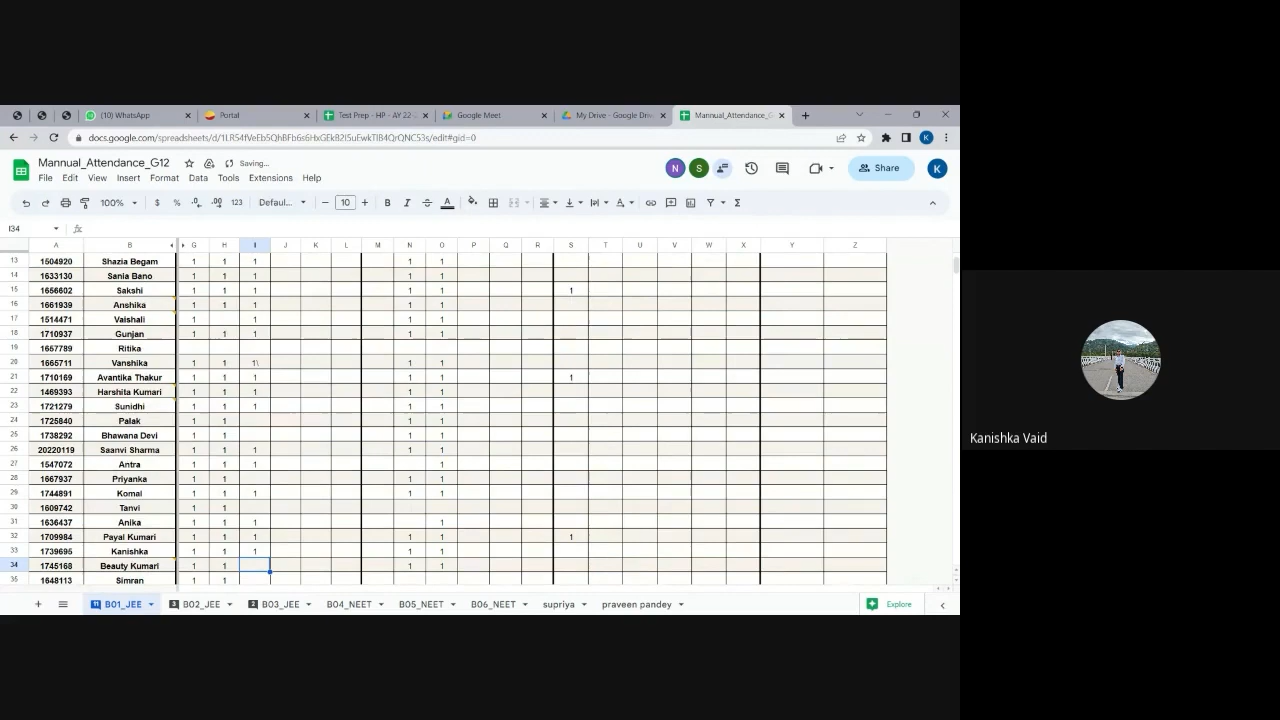 (10) WhatsApp Portal Test Prep - HP - AY 22 Google Meet My Drive - Google Driv Mannual_Attendance_G
docs.google.com/spreadsheets/d/1LR54fVeEb5QhBFb6s6HxGEkB2I5uEwkTIB4QrQNC53s/edit#gid=0
Mannual_Attendance_G12 Saving... N S Share K
File Edit View Insert Format Data Tools Extensions Help
100% $ % .0 .00 123 Defaul... − 10 + B I A Σ
I34 fx
A B G H I J K L M N O P Q R S T U V W X Y Z
13 1504920 Shazia Begam 1 1 1 1 1
14 1633130 Sania Bano 1 1 1 1 1
15 1656602 Sakshi 1 1 1 1 1 1
16 1661939 Anshika 1 1 1 1 1
17 1514471 Vaishali 1 1 1 1
18 1710937 Gunjan 1 1 1 1 1
19 1657789 Ritika
20 1665711 Vanshika 1 1 1\ 1 1
21 1710169 Avantika Thakur 1 1 1 1 1 1
22 1469393 Harshita Kumari 1 1 1 1 1
23 1721279 Sunidhi 1 1 1 1 1
24 1725840 Palak 1 1 1 1
25 1738292 Bhawana Devi 1 1 1 1
26 20220119 Saanvi Sharma 1 1 1 1 1
27 1547072 Antra 1 1 1 1
28 1667937 Priyanka 1 1 1 1
29 1744891 Komal 1 1 1 1 1
30 1609742 Tanvi 1 1
31 1636437 Anika 1 1 1 1
32 1709984 Payal Kumari 1 1 1 1 1 1
33 1739695 Kanishka 1 1 1 1 1
34 1745168 Beauty Kumari 1 1 1 1
35 1648113 Simran 1 1
+ 11 B01_JEE 3 B02_JEE 2 B03_JEE B04_NEET B05_NEET B06_NEET supriya praveen pandey Explore
Kanishka Vaid